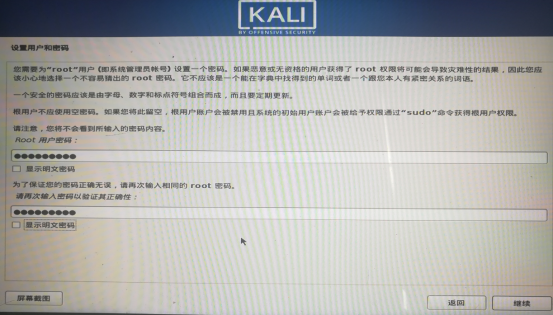 KALI
BY OFFENSIVE SECURITY
设置用户和密码
您需要为“root”用户 (即系统管理员帐号) 设置一个密码。如果恶意或无资格的用户获得了 root 权限将可能会导致灾难性的结果，因此您应
该小心地选择一个不容易猜出的 root 密码。它不应该是一个能在字典中找得到的单词或者一个跟您本人有紧密关系的词语。
一个安全的密码应该是由字母、数字和标点符号组合而成，而且要定期更新。
根用户不应使用空密码。如果您将此留空，根用户账户会被禁用且系统的初始用户账户会被给予权限通过“sudo”命令获得根用户权限。
请注意，您将不会看到所输入的密码内容。
Root 用户密码：
显示明文密码
为了保证您的密码正确无误，请再次输入相同的 root 密码。
请再次输入密码以验证其正确性：
显示明文密码
屏幕截图
返回
继续